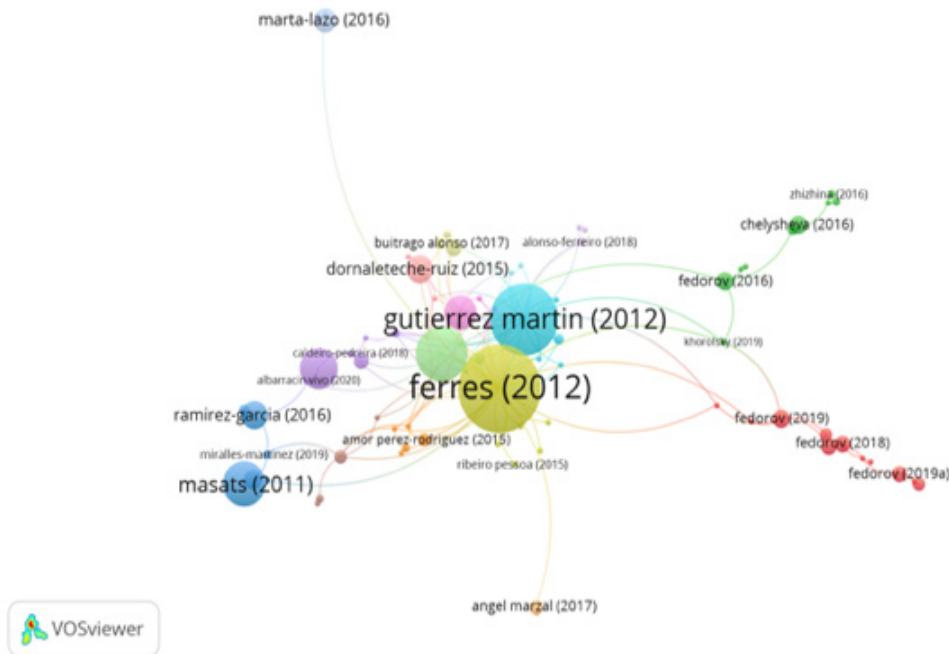 marta-lazo (2016)
zhizhina (2016)
chelysheva (2016)
buitrago alonso (2017)
alonso-ferreiro (2018)
dornaleteche-ruiz (2015)
fedorov (2016)
gutierrez martin (2012)
khorofsky (2019)
caldeiro-pedreira (2018)
albarracin vivo (2020)
ferres (2012)
ramirez-garcia (2016)
fedorov (2019)
amor perez-rodriguez (2015)
fedorov (2018)
miralles-martinez (2019)
ribeiro pessoa (2015)
fedorov (2019a)
masats (2011)
angel marzal (2017)
VOSviewer